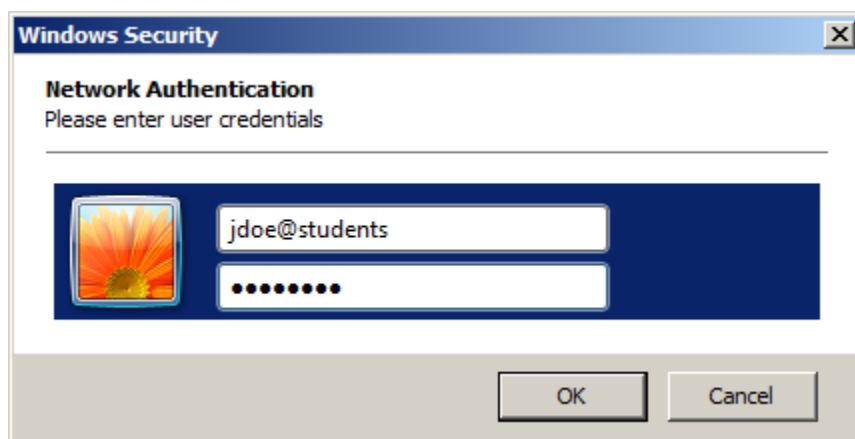 Windows Security
Network Authentication
Please enter user credentials
jdoe@students
●●●●●●●●
OK
Cancel